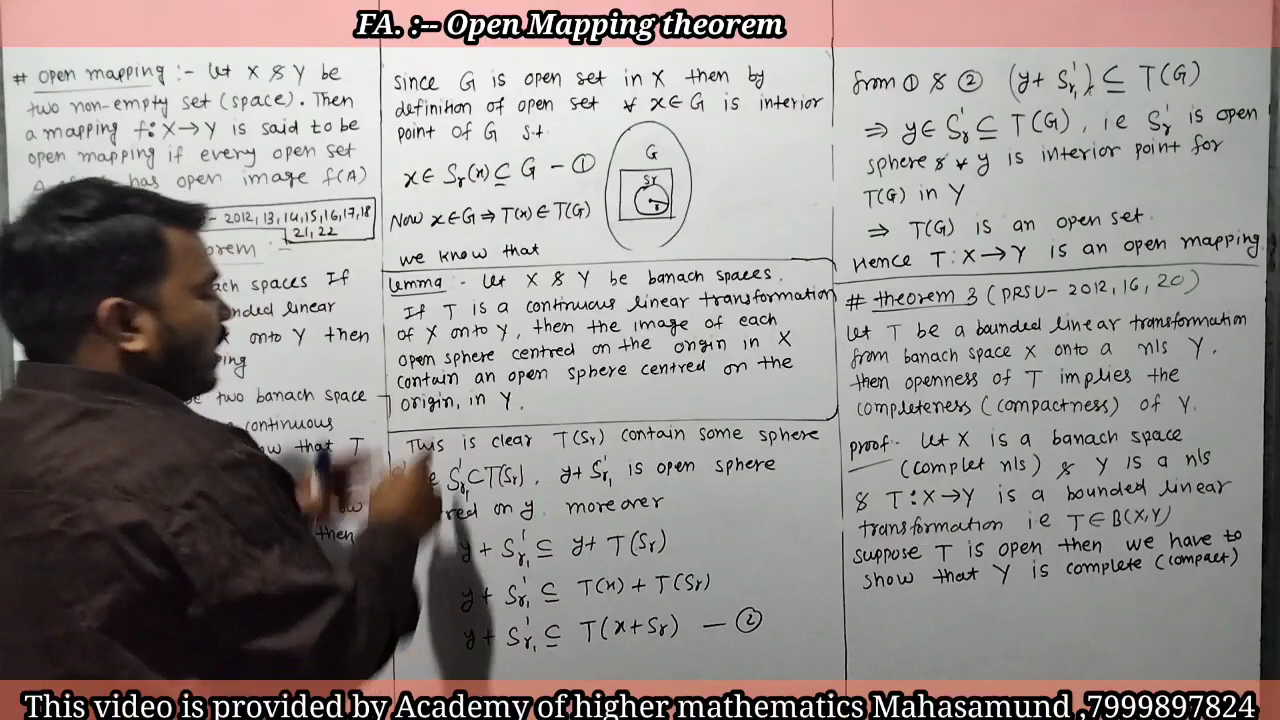 FA. :-- Open Mapping theorem
# open mapping :- let X & Y be
two non-empty set (space). Then
a mapping f: X→Y is said to be
open mapping if every open set
has open image f(A)
- 2012, 13, 14, 15, 16, 17, 18
21, 22
orem :-
ach spaces If
nded linear
X onto Y then
ping
two banach space
continuous
ow that T
ow
then
since G is open set in X then by
definition of open set ∀ x∈G is interior
point of G s.t.
x∈ Sr(x) ⊆ G - ①
G
Sr
r
Now x∈G ⇒ T(x) ∈ T(G)
we know that
Lemma :- let X & Y be banach spaces.
If T is a continuous linear transformation
of X onto Y, then the image of each
open sphere centred on the origin in X
contain an open sphere centred on the
origin, in Y.
This is clear T(Sr) contain some sphere
S'r₁ ⊂ T(Sr). y+ S'r₁ is open sphere
red on y. moreover
y + S'r₁ ⊆ y+ T(Sr)
y + S'r₁ ⊆ T(x) + T(Sr)
y + S'r₁ ⊆ T(x+Sr) — ②
from ① & ② (y+ S'r₁) ⊆ T(G)
⇒ y∈ S'r ⊆ T(G), ie S'r is open
sphere & ∀ y is interior point for
T(G) in Y
⇒ T(G) is an open set.
Hence T: X→Y is an open mapping.
# theorem 3 (PRSU- 2012, 16, 20)
Let T be a bounded linear transformation
from banach space X onto a nls Y.
then openness of T implies the
completeness (compactness) of Y.
proof:- Let X is a banach space
(complet nls) & Y is a nls
& T: X→Y is a bounded linear
transformation ie T∈B(X,Y)
suppose T is open then we have to
show that Y is complete (compact)
This video is provided by Academy of higher mathematics Mahasamund ,7999897824